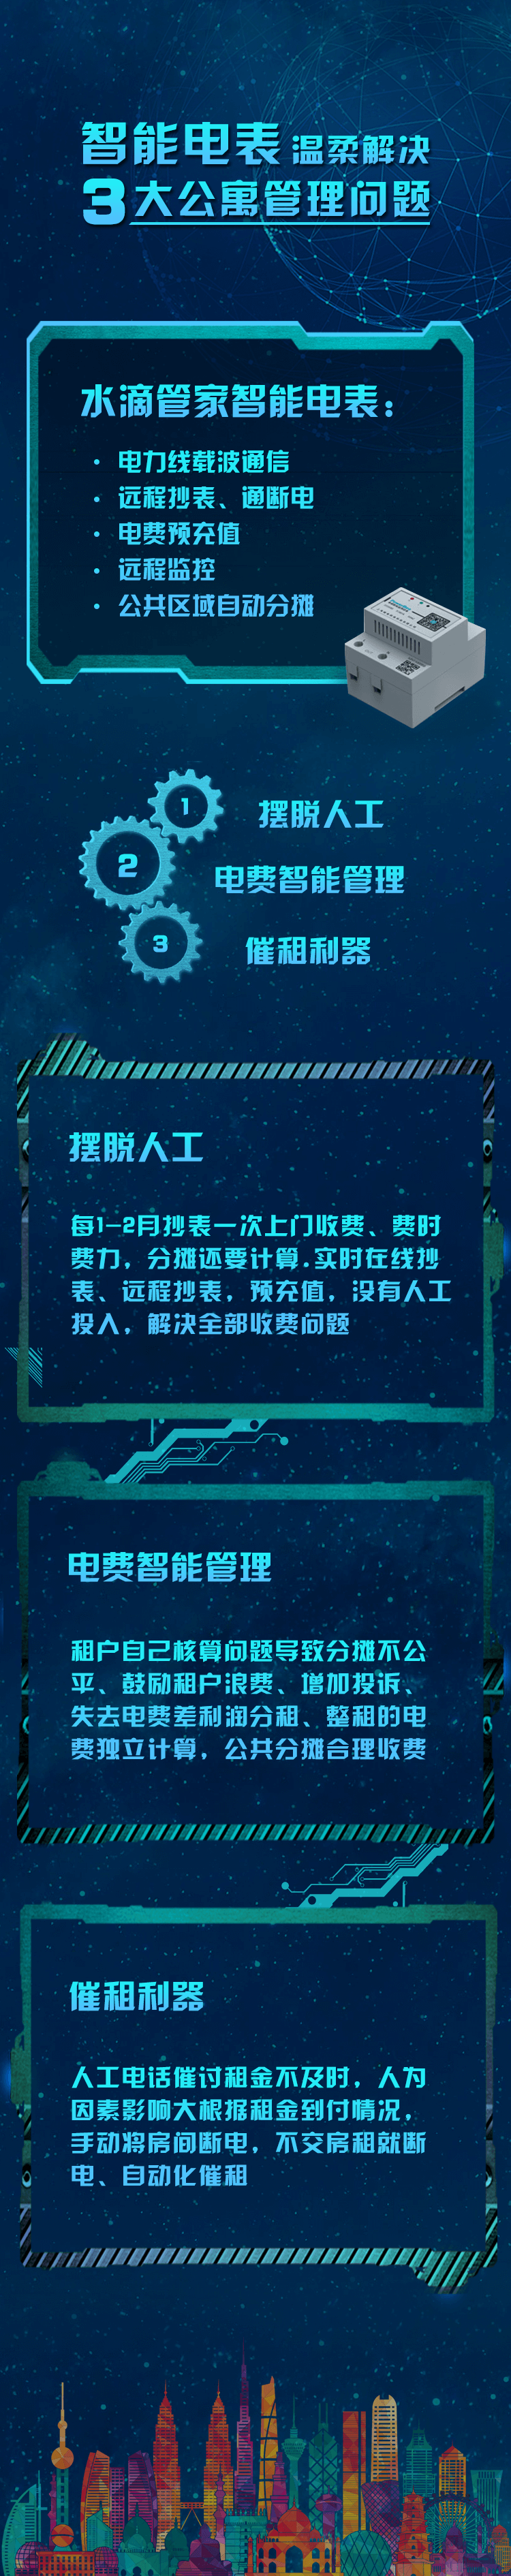 智能电表 温柔解决
3大公寓管理问题
水滴管家智能电表：
· 电力线载波通信
· 远程抄表、通断电
· 电费预充值
· 远程监控
· 公共区域自动分摊
1 摆脱人工
2 电费智能管理
3 催租利器
摆脱人工
每1-2月抄表一次上门收费、费时
费力，分摊还要计算.实时在线抄
表、远程抄表，预充值，没有人工
投入，解决全部收费问题
电费智能管理
租户自己核算问题导致分摊不公
平、鼓励租户浪费、增加投诉、
失去电费差利润分租、整租的电
费独立计算，公共分摊合理收费
催租利器
人工电话催讨租金不及时，人为
因素影响大根据租金到付情况，
手动将房间断电，不交房租就断
电、自动化催租